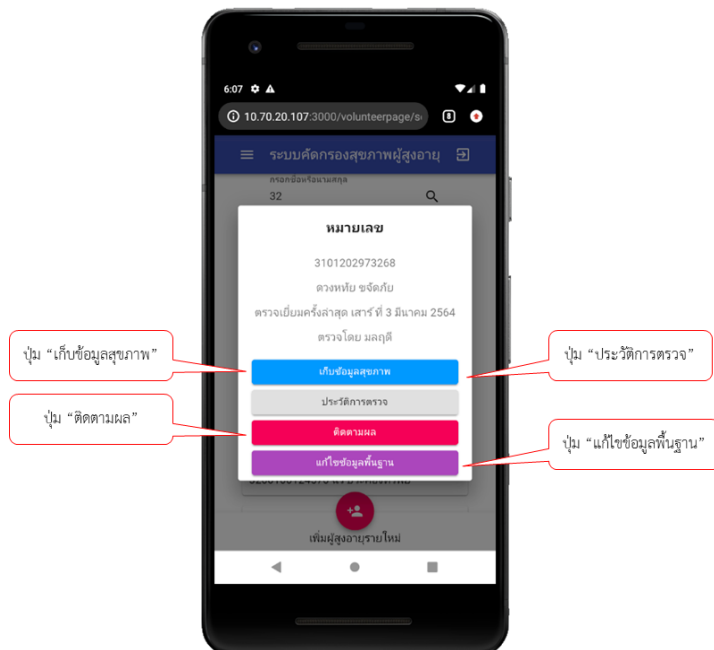 6:07
10.70.20.107:3000/volunteerpage/s
8
ระบบคัดกรองสุขภาพผู้สูงอายุ
กรอกชื่อหรือนามสกุล
32
หมายเลข
3101202973268
ดวงหทัย ขจัดภัย
ตรวจเยี่ยมครั้งล่าสุด เสาร์ ที่ 3 มีนาคม 2564
ตรวจโดย มลฤดี
เก็บข้อมูลสุขภาพ
ประวัติการตรวจ
ติดตามผล
แก้ไขข้อมูลพื้นฐาน
เพิ่มผู้สูงอายุรายใหม่
ปุ่ม “เก็บข้อมูลสุขภาพ”
ปุ่ม “ติดตามผล”
ปุ่ม “ประวัติการตรวจ”
ปุ่ม “แก้ไขข้อมูลพื้นฐาน”